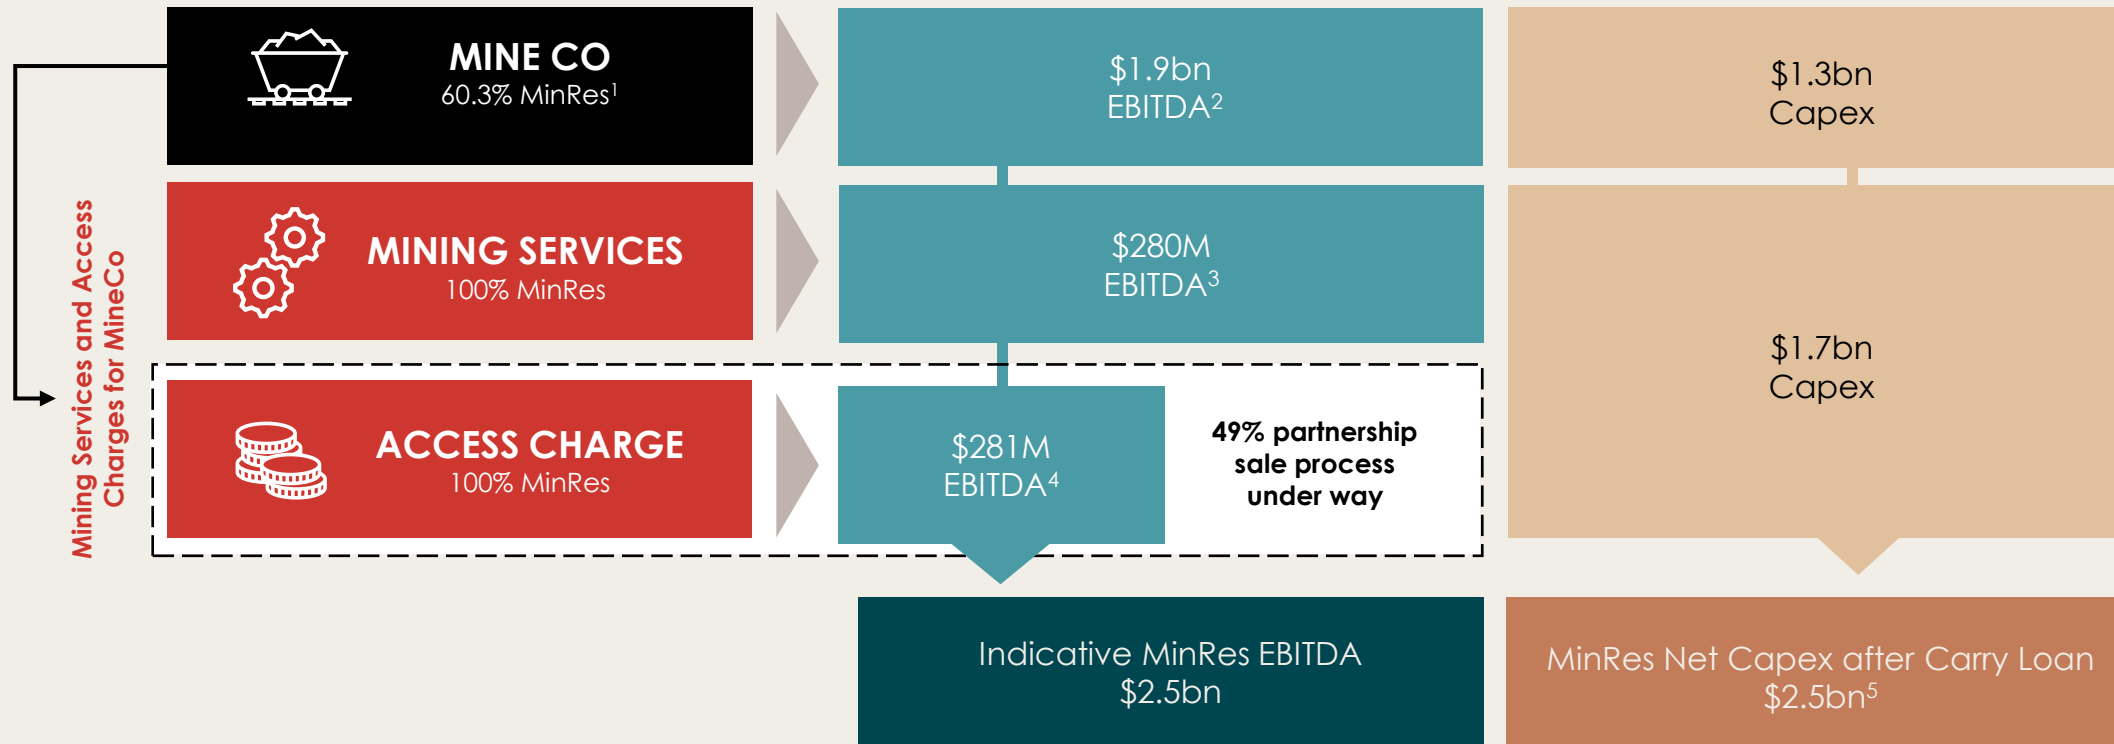 MINE CO
60.3% MinRes¹
$1.9bn
EBITDA²
$1.3bn
Capex
Mining Services and Access
Charges for MineCo
MINING SERVICES
100% MinRes
$280M
EBITDA³
$1.7bn
Capex
ACCESS CHARGE
100% MinRes
$281M
EBITDA⁴
49% partnership
sale process
under way
Indicative MinRes EBITDA
$2.5bn
MinRes Net Capex after Carry Loan
$2.5bn⁵